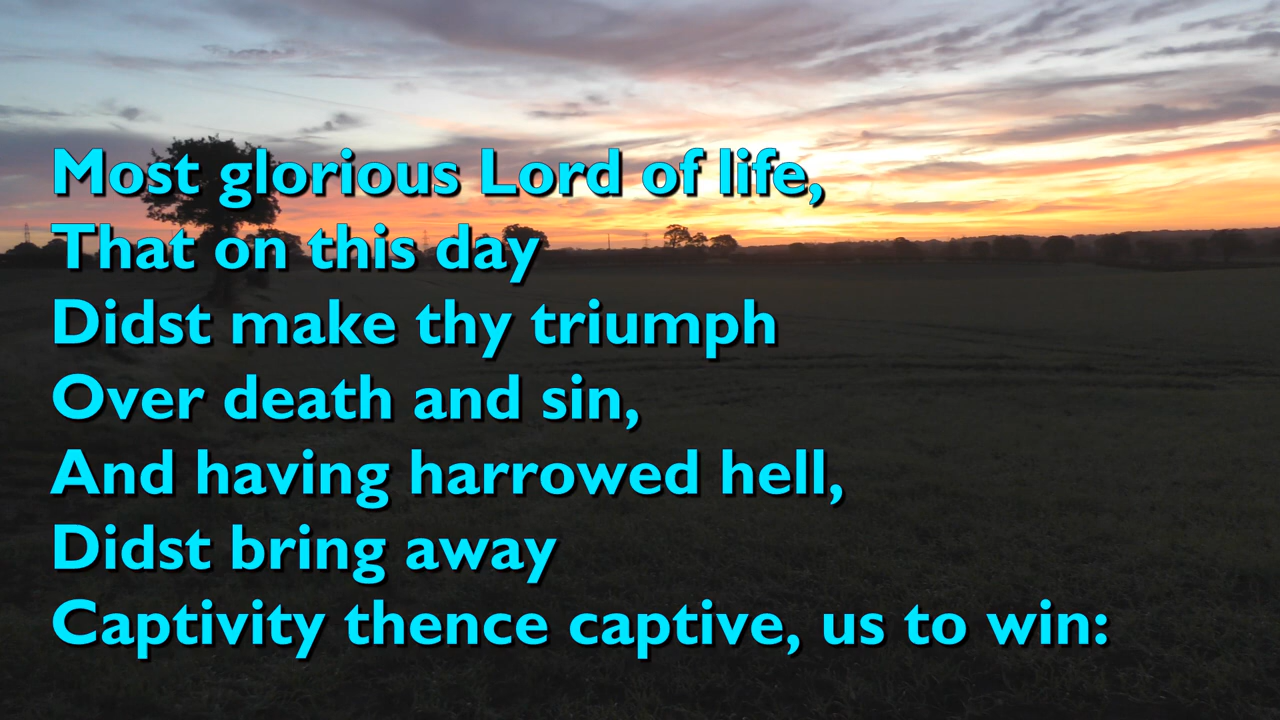 Most glorious Lord of life,
That on this day
Didst make thy triumph
Over death and sin,
And having harrowed hell,
Didst bring away
Captivity thence captive, us to win: